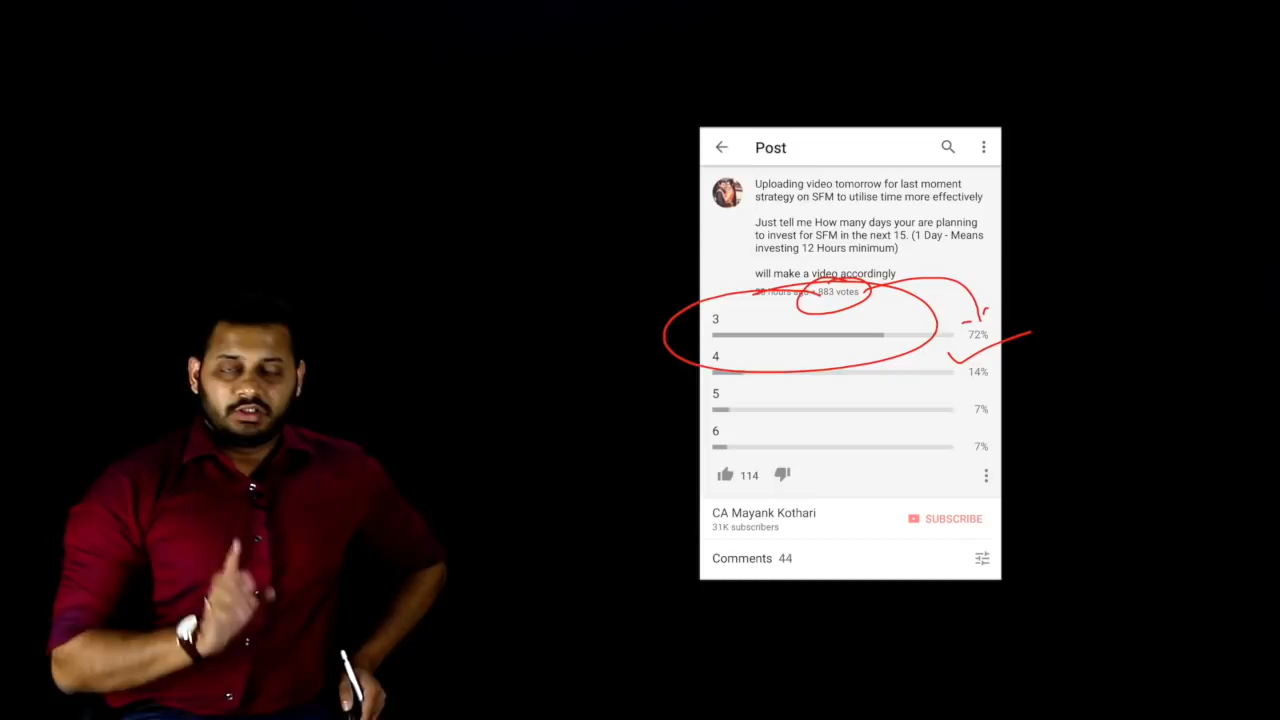 Post
Uploading video tomorrow for last moment
strategy on SFM to utilise time more effectively
Just tell me How many days your are planning
to invest for SFM in the next 15. (1 Day - Means
investing 12 Hours minimum)
will make a video accordingly
hours ago • 883 votes
3
72%
4
14%
5
7%
6
7%
114
CA Mayank Kothari
31K subscribers
SUBSCRIBE
Comments 44